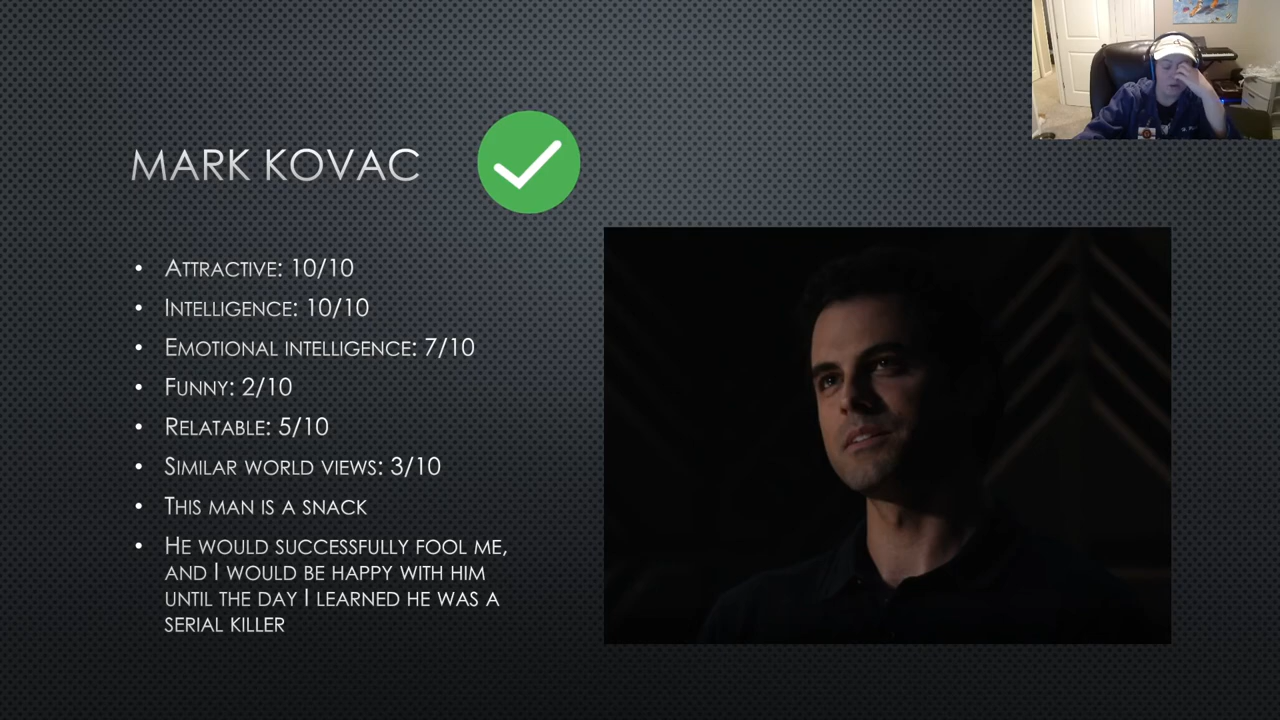 MARK KOVAC
• ATTRACTIVE: 10/10
• INTELLIGENCE: 10/10
• EMOTIONAL INTELLIGENCE: 7/10
• FUNNY: 2/10
• RELATABLE: 5/10
• SIMILAR WORLD VIEWS: 3/10
• THIS MAN IS A SNACK
• HE WOULD SUCCESSFULLY FOOL ME,
AND I WOULD BE HAPPY WITH HIM
UNTIL THE DAY I LEARNED HE WAS A
SERIAL KILLER